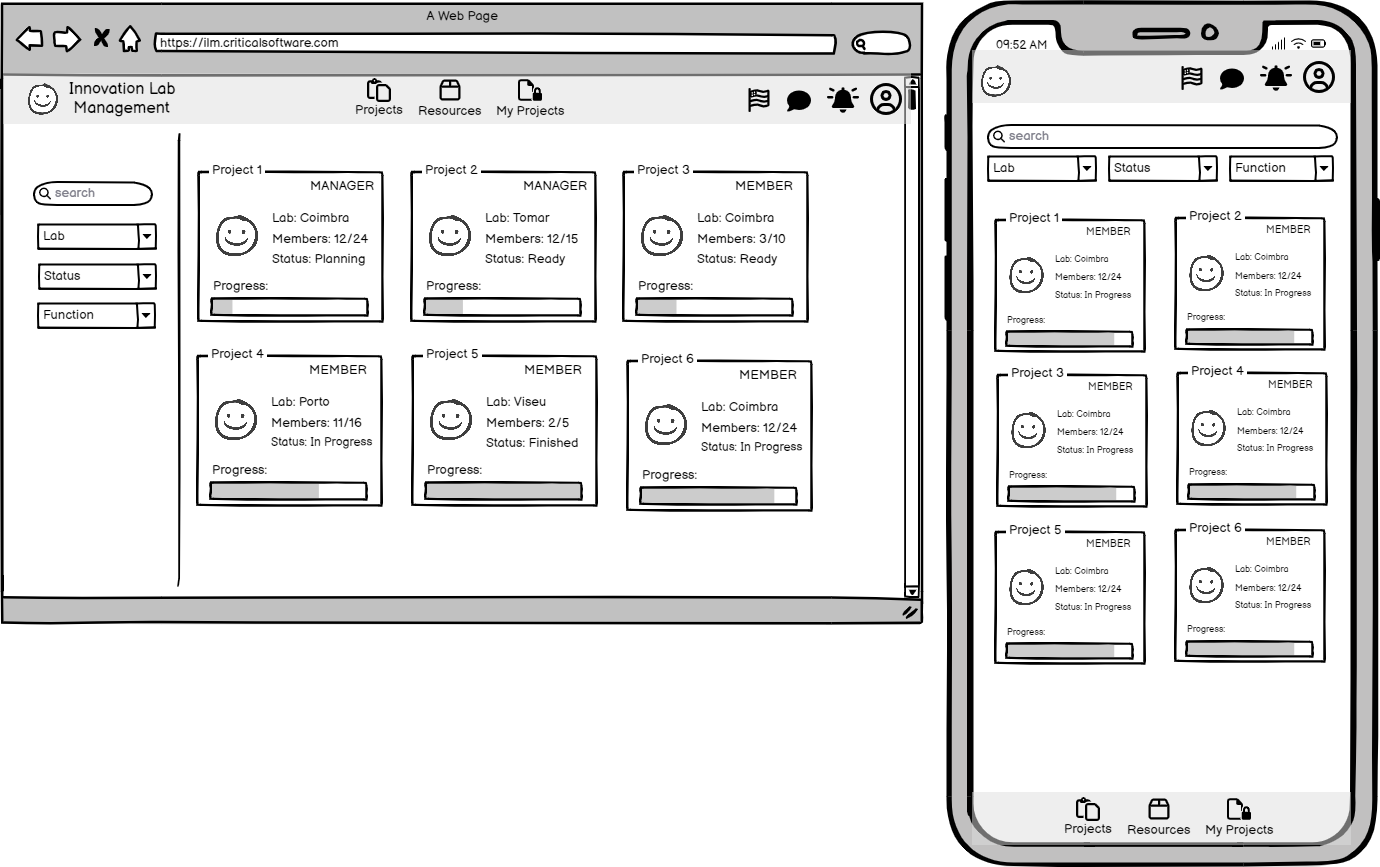 A Web Page
https://ilm.criticalsoftware.com
Innovation Lab
Management
Projects
Resources
My Projects
search
Lab
Status
Function
Project 1
MANAGER
Lab: Coimbra
Members: 12/24
Status: Planning
Progress:
Project 2
MANAGER
Lab: Tomar
Members: 12/15
Status: Ready
Progress:
Project 3
MEMBER
Lab: Coimbra
Members: 3/10
Status: Ready
Progress:
Project 4
MEMBER
Lab: Porto
Members: 11/16
Status: In Progress
Progress:
Project 5
MEMBER
Lab: Viseu
Members: 2/5
Status: Finished
Progress:
Project 6
MEMBER
Lab: Coimbra
Members: 12/24
Status: In Progress
Progress:
09:52 AM
search
Lab
Status
Function
Project 1
MEMBER
Lab: Coimbra
Members: 12/24
Status: In Progress
Progress:
Project 2
MEMBER
Lab: Coimbra
Members: 12/24
Status: In Progress
Progress:
Project 3
MEMBER
Lab: Coimbra
Members: 12/24
Status: In Progress
Progress:
Project 4
MEMBER
Lab: Coimbra
Members: 12/24
Status: In Progress
Progress:
Project 5
MEMBER
Lab: Coimbra
Members: 12/24
Status: In Progress
Progress:
Project 6
MEMBER
Lab: Coimbra
Members: 12/24
Status: In Progress
Progress:
Projects
Resources
My Projects